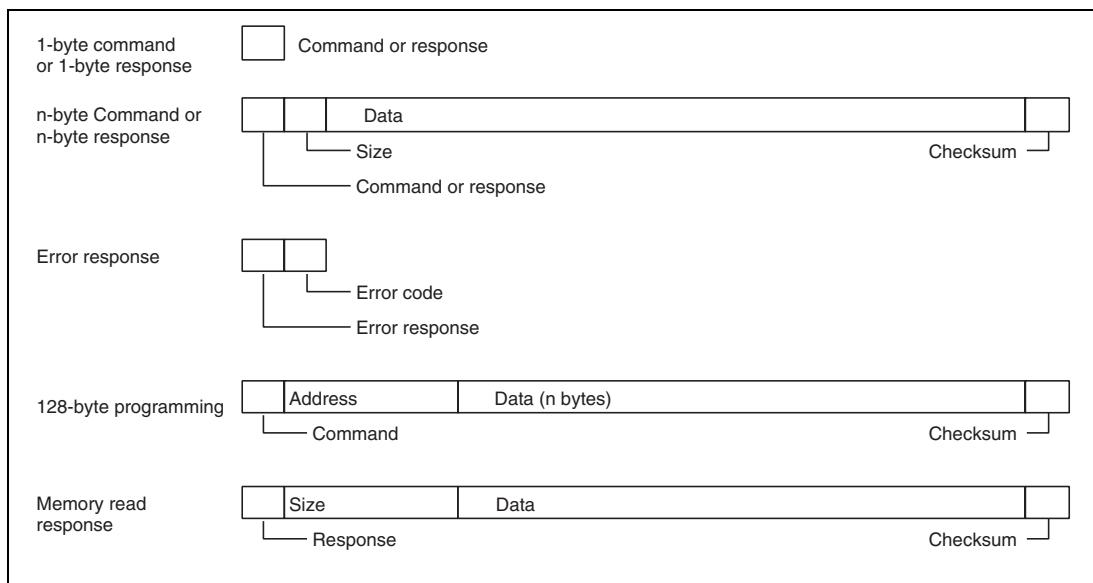 1-byte command
or 1-byte response
Command or response
n-byte Command or
n-byte response
Data
Size
Checksum
Command or response
Error response
Error code
Error response
128-byte programming
Address
Data (n bytes)
Command
Checksum
Memory read
response
Size
Data
Response
Checksum